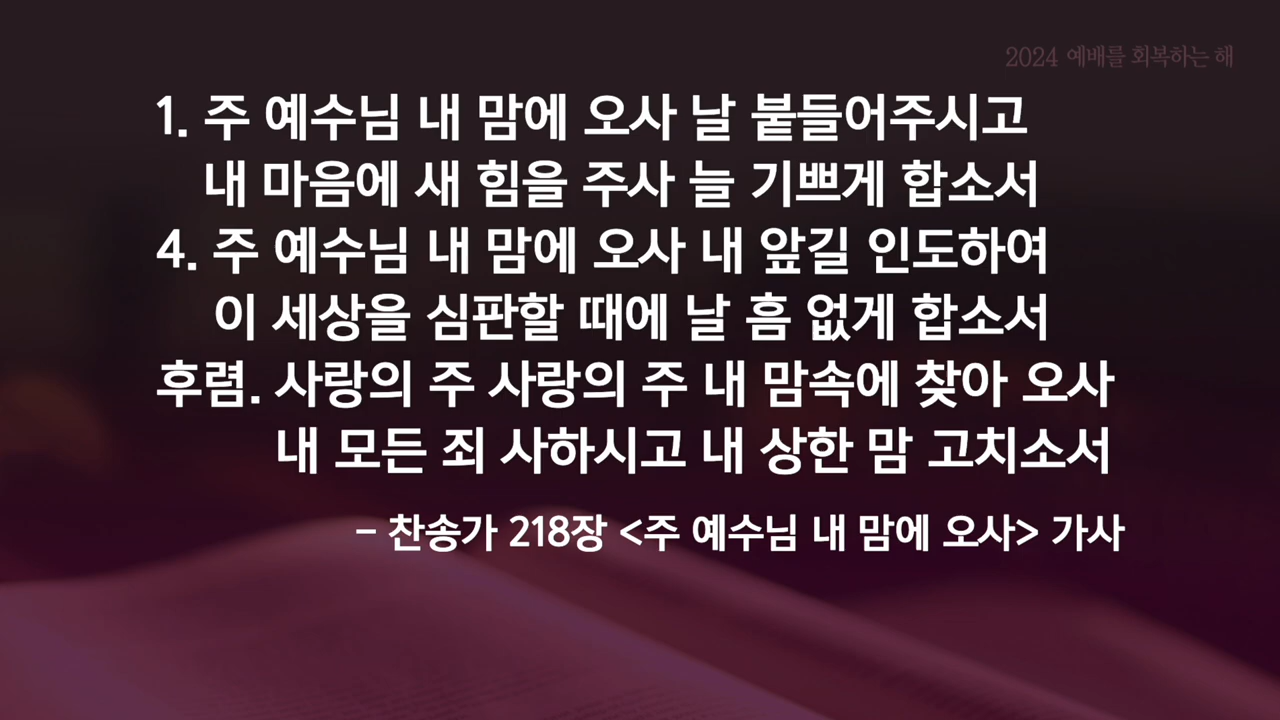 2024 예배를 회복하는 해
1. 주 예수님 내 맘에 오사 날 붙들어주시고
내 마음에 새 힘을 주사 늘 기쁘게 합소서
4. 주 예수님 내 맘에 오사 내 앞길 인도하여
이 세상을 심판할 때에 날 흠 없게 합소서
후렴. 사랑의 주 사랑의 주 내 맘속에 찾아 오사
내 모든 죄 사하시고 내 상한 맘 고치소서
- 찬송가 218장 <주 예수님 내 맘에 오사> 가사